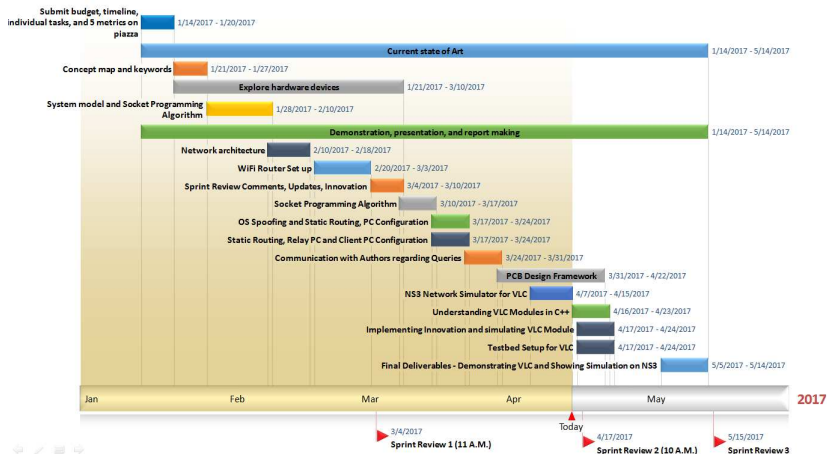 Submit budget, timeline,
individual tasks, and 5 metrics on
piazza
1/14/2017 - 1/20/2017
Current state of Art
1/14/2017 - 5/14/2017
Concept map and keywords
1/21/2017 - 1/27/2017
Explore hardware devices
1/21/2017 - 3/10/2017
System model and Socket Programming
Algorithm
1/28/2017 - 2/10/2017
Demonstration, presentation, and report making
1/14/2017 - 5/14/2017
Network architecture
2/10/2017 - 2/18/2017
WiFi Router Set up
2/20/2017 - 3/3/2017
Sprint Review Comments, Updates, Innovation
3/4/2017 - 3/10/2017
Socket Programming Algorithm
3/10/2017 - 3/17/2017
OS Spoofing and Static Routing, PC Configuration
3/17/2017 - 3/24/2017
Static Routing, Relay PC and Client PC Configuration
3/17/2017 - 3/24/2017
Communication with Authors regarding Queries
3/24/2017 - 3/31/2017
PCB Design Framework
3/31/2017 - 4/22/2017
NS3 Network Simulator for VLC
4/7/2017 - 4/15/2017
Understanding VLC Modules in C++
4/16/2017 - 4/23/2017
Implementing Innovation and simulating VLC Module
4/17/2017 - 4/24/2017
Testbed Setup for VLC
4/17/2017 - 4/24/2017
Final Deliverables - Demonstrating VLC and Showing Simulation on NS3
5/5/2017 - 5/14/2017
Jan Feb Mar Apr May 2017
Today
3/4/2017
Sprint Review 1 (11 A.M.)
4/17/2017
Sprint Review 2 (10 A.M.)
5/15/2017
Sprint Review 3